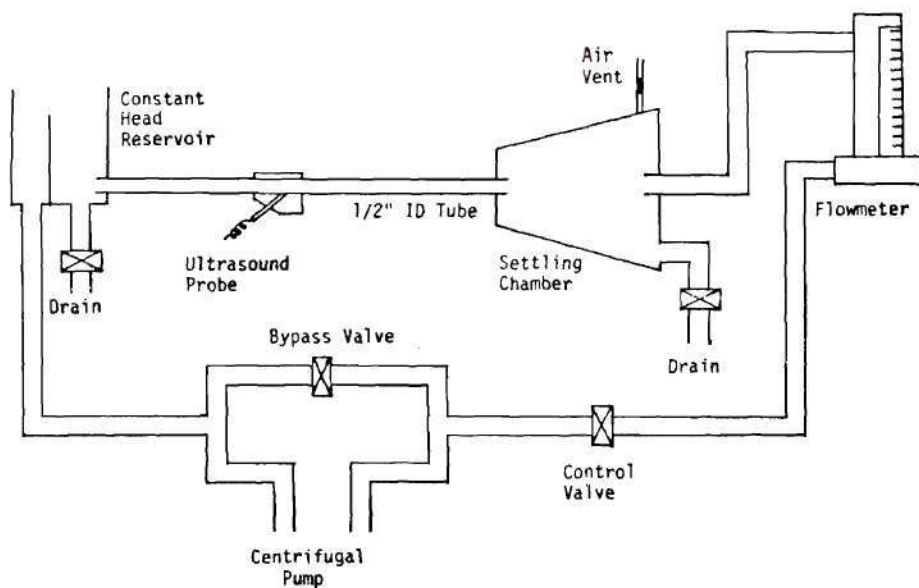 Air
Vent
Constant
Head
Reservoir
1/2" ID Tube
Flowmeter
Ultrasound
Probe
Settling
Chamber
Drain
Bypass Valve
Drain
Control
Valve
Centrifugal
Pump